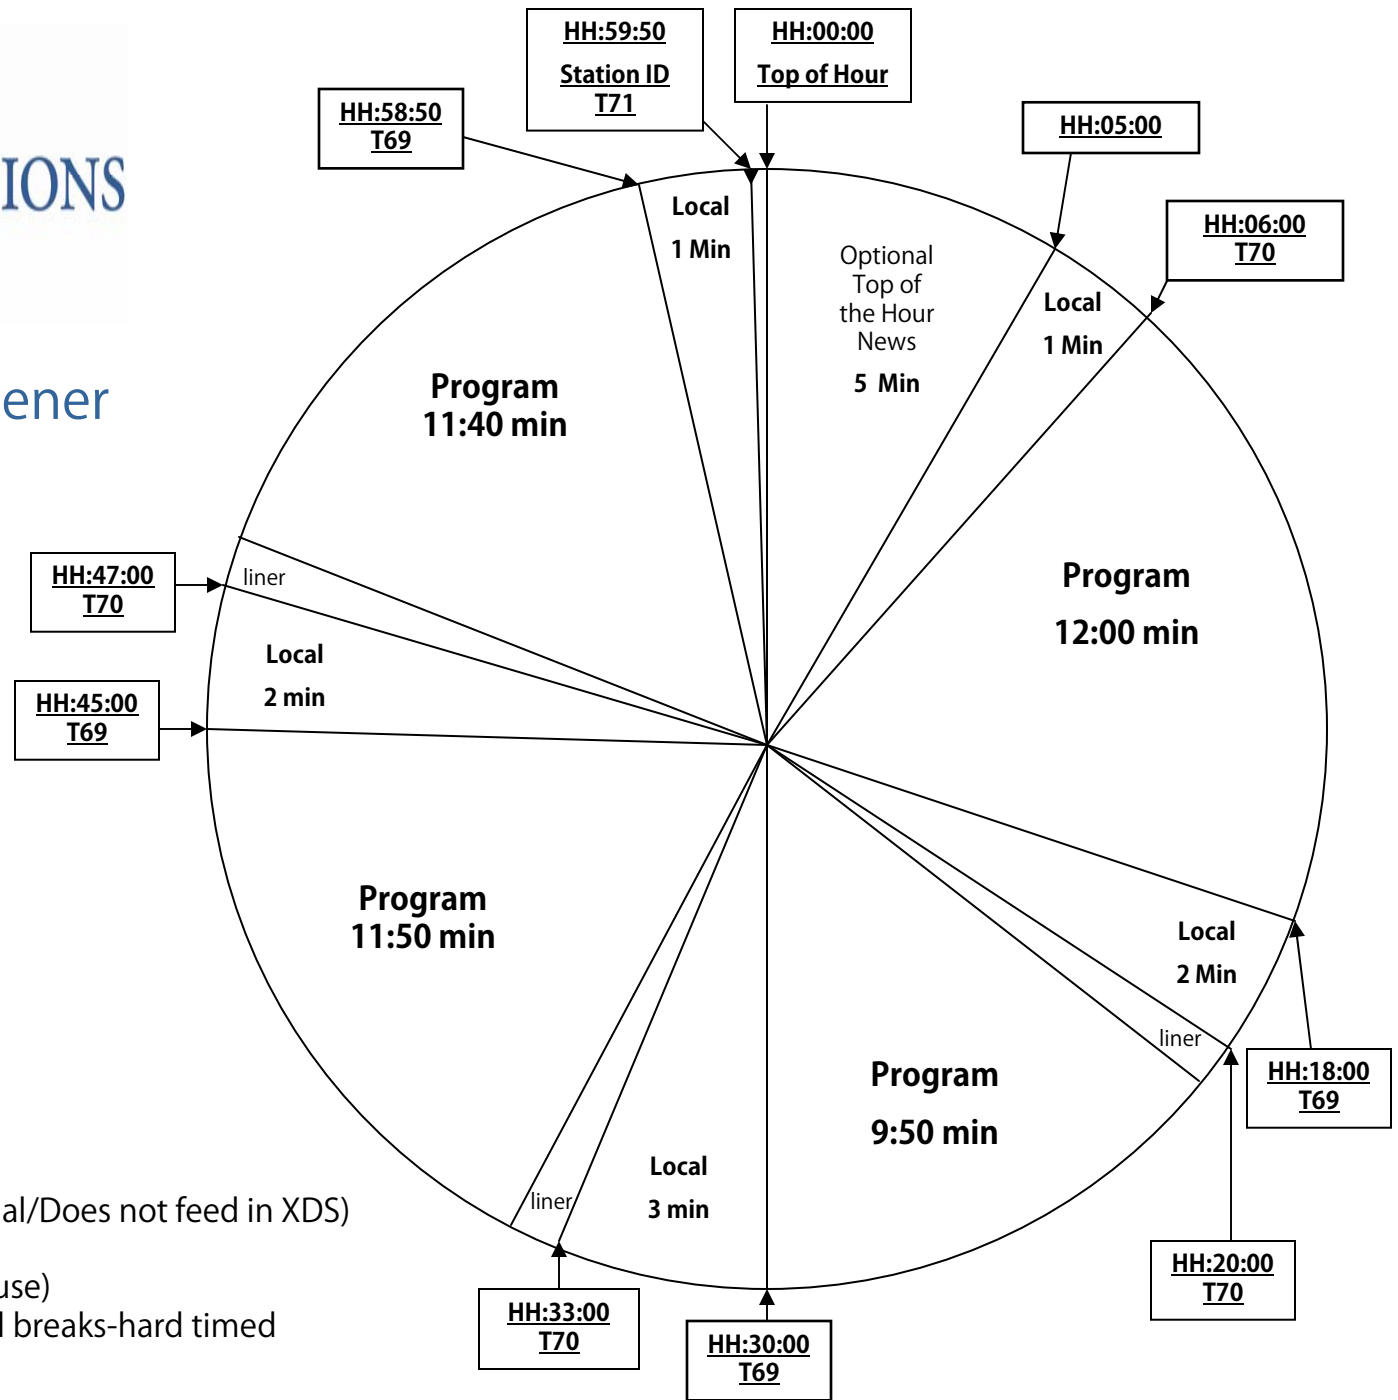 HH:59:50
Station ID
T71
HH:00:00
Top of Hour
HH:58:50
T69
HH:05:00
IONS
HH:06:00
T70
Local
1 Min
Optional
Top of
the Hour
News
5 Min
Local
1 Min
ener
Program
11:40 min
HH:47:00
T70
liner
Program
12:00 min
Local
2 min
HH:45:00
T69
Program
11:50 min
Local
2 Min
liner
HH:18:00
T69
Program
9:50 min
Local
3 min
liner
al/Does not feed in XDS)
use)
l breaks-hard timed
HH:20:00
T70
HH:33:00
T70
HH:30:00
T69